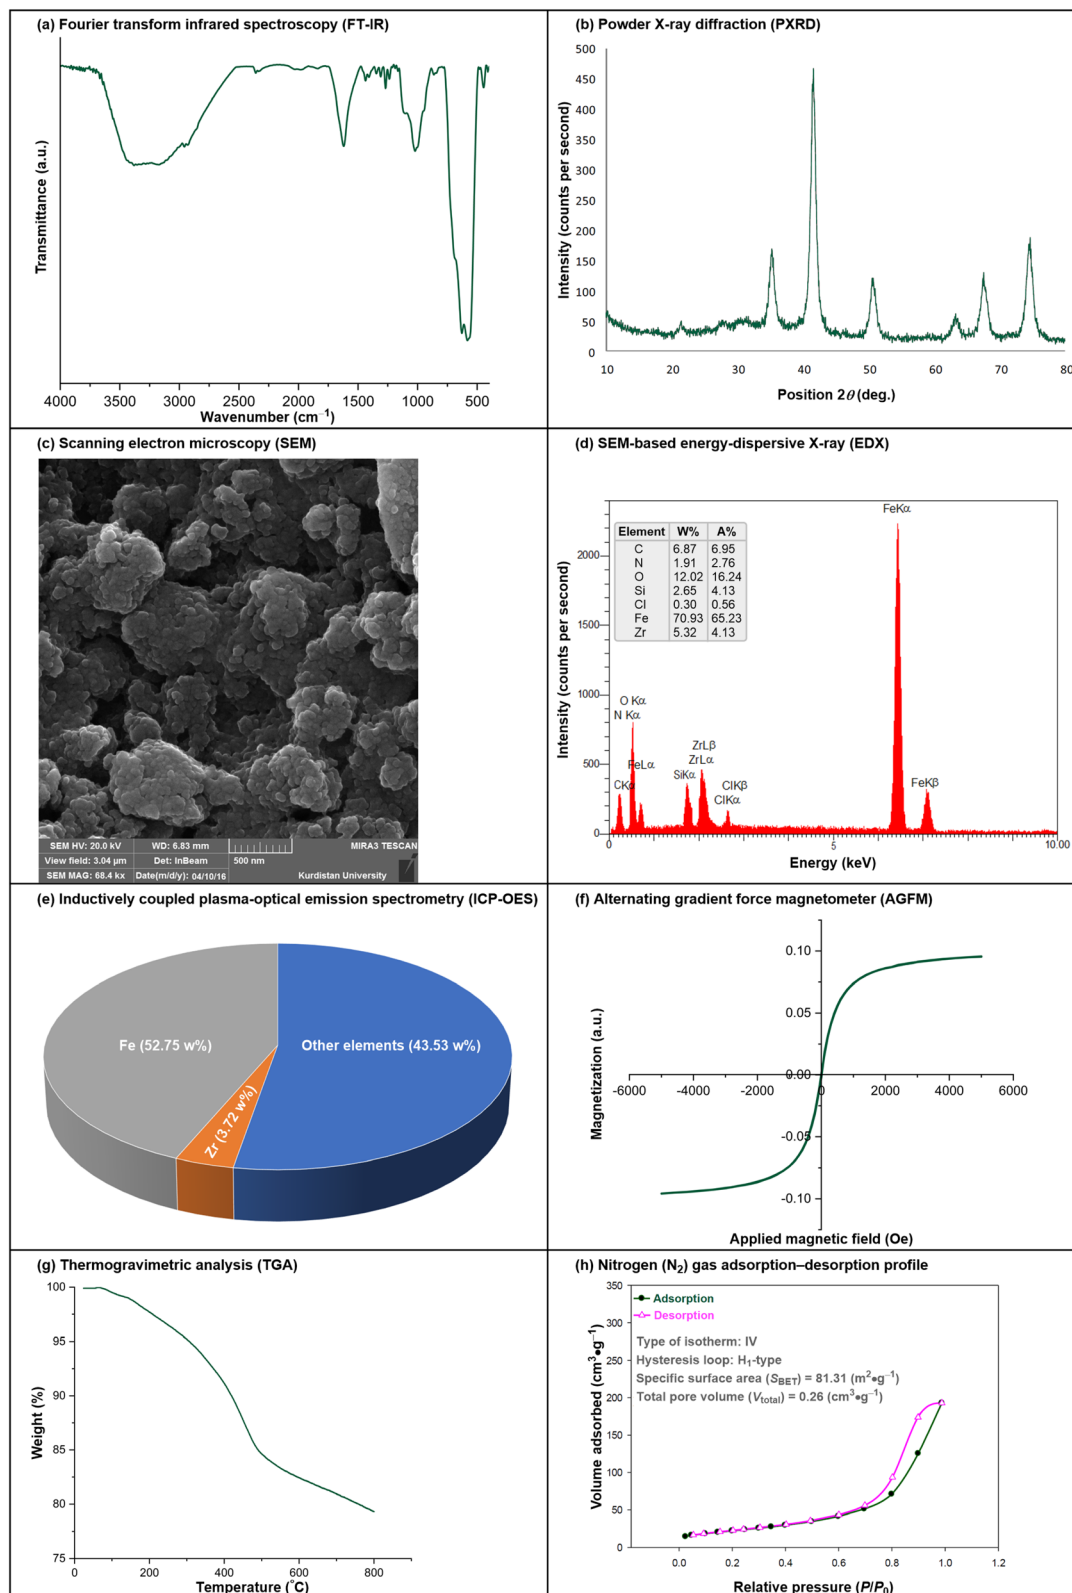 (a) Fourier transform infrared spectroscopy (FT-IR)
Transmittance (a.u.)
4000 3500 3000 2500 2000 1500 1000 500
Wavenumber (cm⁻¹)
(b) Powder X-ray diffraction (PXRD)
Intensity (counts per second)
500
450
400
350
300
250
200
150
100
50
0
10 20 30 40 50 60 70 80
Position 2θ (deg.)
(c) Scanning electron microscopy (SEM)
SEM HV: 20.0 kV WD: 6.83 mm MIRA3 TESCAN
View field: 3.04 µm Det: InBeam 500 nm
SEM MAG: 68.4 kx Date(m/d/y): 04/10/16 Kurdistan University
(d) SEM-based energy-dispersive X-ray (EDX)
Intensity (counts per second)
2000
1500
1000
500
0
Element W% A%
C 6.87 6.95
N 1.91 2.76
O 12.02 16.24
Si 2.65 4.13
Cl 0.30 0.56
Fe 70.93 65.23
Zr 5.32 4.13
FeKα
O Kα
N Kα
FeLα
CKα
SiKα
ZrLβ
ZrLα
ClKβ
ClKα
FeKβ
0 5 10.00
Energy (keV)
(e) Inductively coupled plasma-optical emission spectrometry (ICP-OES)
Fe (52.75 w%)
Other elements (43.53 w%)
Zr (3.72 w%)
(f) Alternating gradient force magnetometer (AGFM)
Magnetization (a.u.)
0.10
0.05
0.00
-0.05
-0.10
-6000 -4000 -2000 0 2000 4000 6000
Applied magnetic field (Oe)
(g) Thermogravimetric analysis (TGA)
Weight (%)
100
95
90
85
80
75
0 200 400 600 800
Temperature (°C)
(h) Nitrogen (N₂) gas adsorption–desorption profile
Volume adsorbed (cm³•g⁻¹)
350
300
250
200
150
100
50
0
Adsorption
Desorption
Type of isotherm: IV
Hysteresis loop: H₁-type
Specific surface area (S_BET) = 81.31 (m²•g⁻¹)
Total pore volume (V_total) = 0.26 (cm³•g⁻¹)
0.0 0.2 0.4 0.6 0.8 1.0 1.2
Relative pressure (P/P₀)